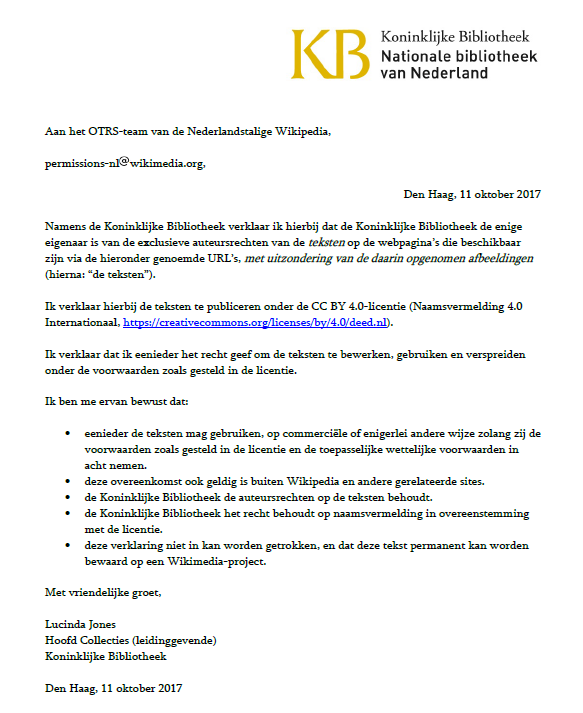 KB Koninklijke Bibliotheek
Nationale bibliotheek
van Nederland
Aan het OTRS-team van de Nederlandstalige Wikipedia,
permissions-nl@wikimedia.org,
Den Haag, 11 oktober 2017
Namens de Koninklijke Bibliotheek verklaar ik hierbij dat de Koninklijke Bibliotheek de enige
eigenaar is van de exclusieve auteursrechten van de teksten op de webpagina's die beschikbaar
zijn via de hieronder genoemde URL's, met uitzondering van de daarin opgenomen afbeeldingen
(hierna: “de teksten”).
Ik verklaar hierbij de teksten te publiceren onder de CC BY 4.0-licentie (Naamsvermelding 4.0
Internationaal, https://creativecommons.org/licenses/by/4.0/deed.nl).
Ik verklaar dat ik eenieder het recht geef om de teksten te bewerken, gebruiken en verspreiden
onder de voorwaarden zoals gesteld in de licentie.
Ik ben me ervan bewust dat:
• eenieder de teksten mag gebruiken, op commerciële of enigerlei andere wijze zolang zij de
voorwaarden zoals gesteld in de licentie en de toepasselijke wettelijke voorwaarden in
acht nemen.
• deze overeenkomst ook geldig is buiten Wikipedia en andere gerelateerde sites.
• de Koninklijke Bibliotheek de auteursrechten op de teksten behoudt.
• de Koninklijke Bibliotheek het recht behoudt op naamsvermelding in overeenstemming
met de licentie.
• deze verklaring niet in kan worden getrokken, en dat deze tekst permanent kan worden
bewaard op een Wikimedia-project.
Met vriendelijke groet,
Lucinda Jones
Hoofd Collecties (leidinggevende)
Koninklijke Bibliotheek
Den Haag, 11 oktober 2017